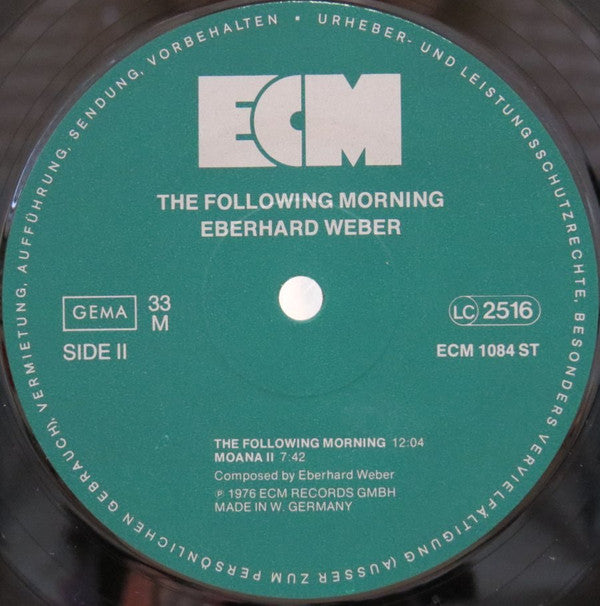 URHEBER- UND LEISTUNGSSCHUTZRECHTE, BESONDERS VERVIELFÄLTIGUNG (AUSSER ZUM PERSÖNLICHEN GEBRAUCH), VERMIETUNG, AUFFÜHRUNG, SENDUNG, VORBEHALTEN •
ECM
THE FOLLOWING MORNING
EBERHARD WEBER
GEMA 33 M
LC 2516
SIDE II
ECM 1084 ST
THE FOLLOWING MORNING 12:04
MOANA II 7:42
Composed by Eberhard Weber
℗ 1976 ECM RECORDS GMBH
MADE IN W. GERMANY